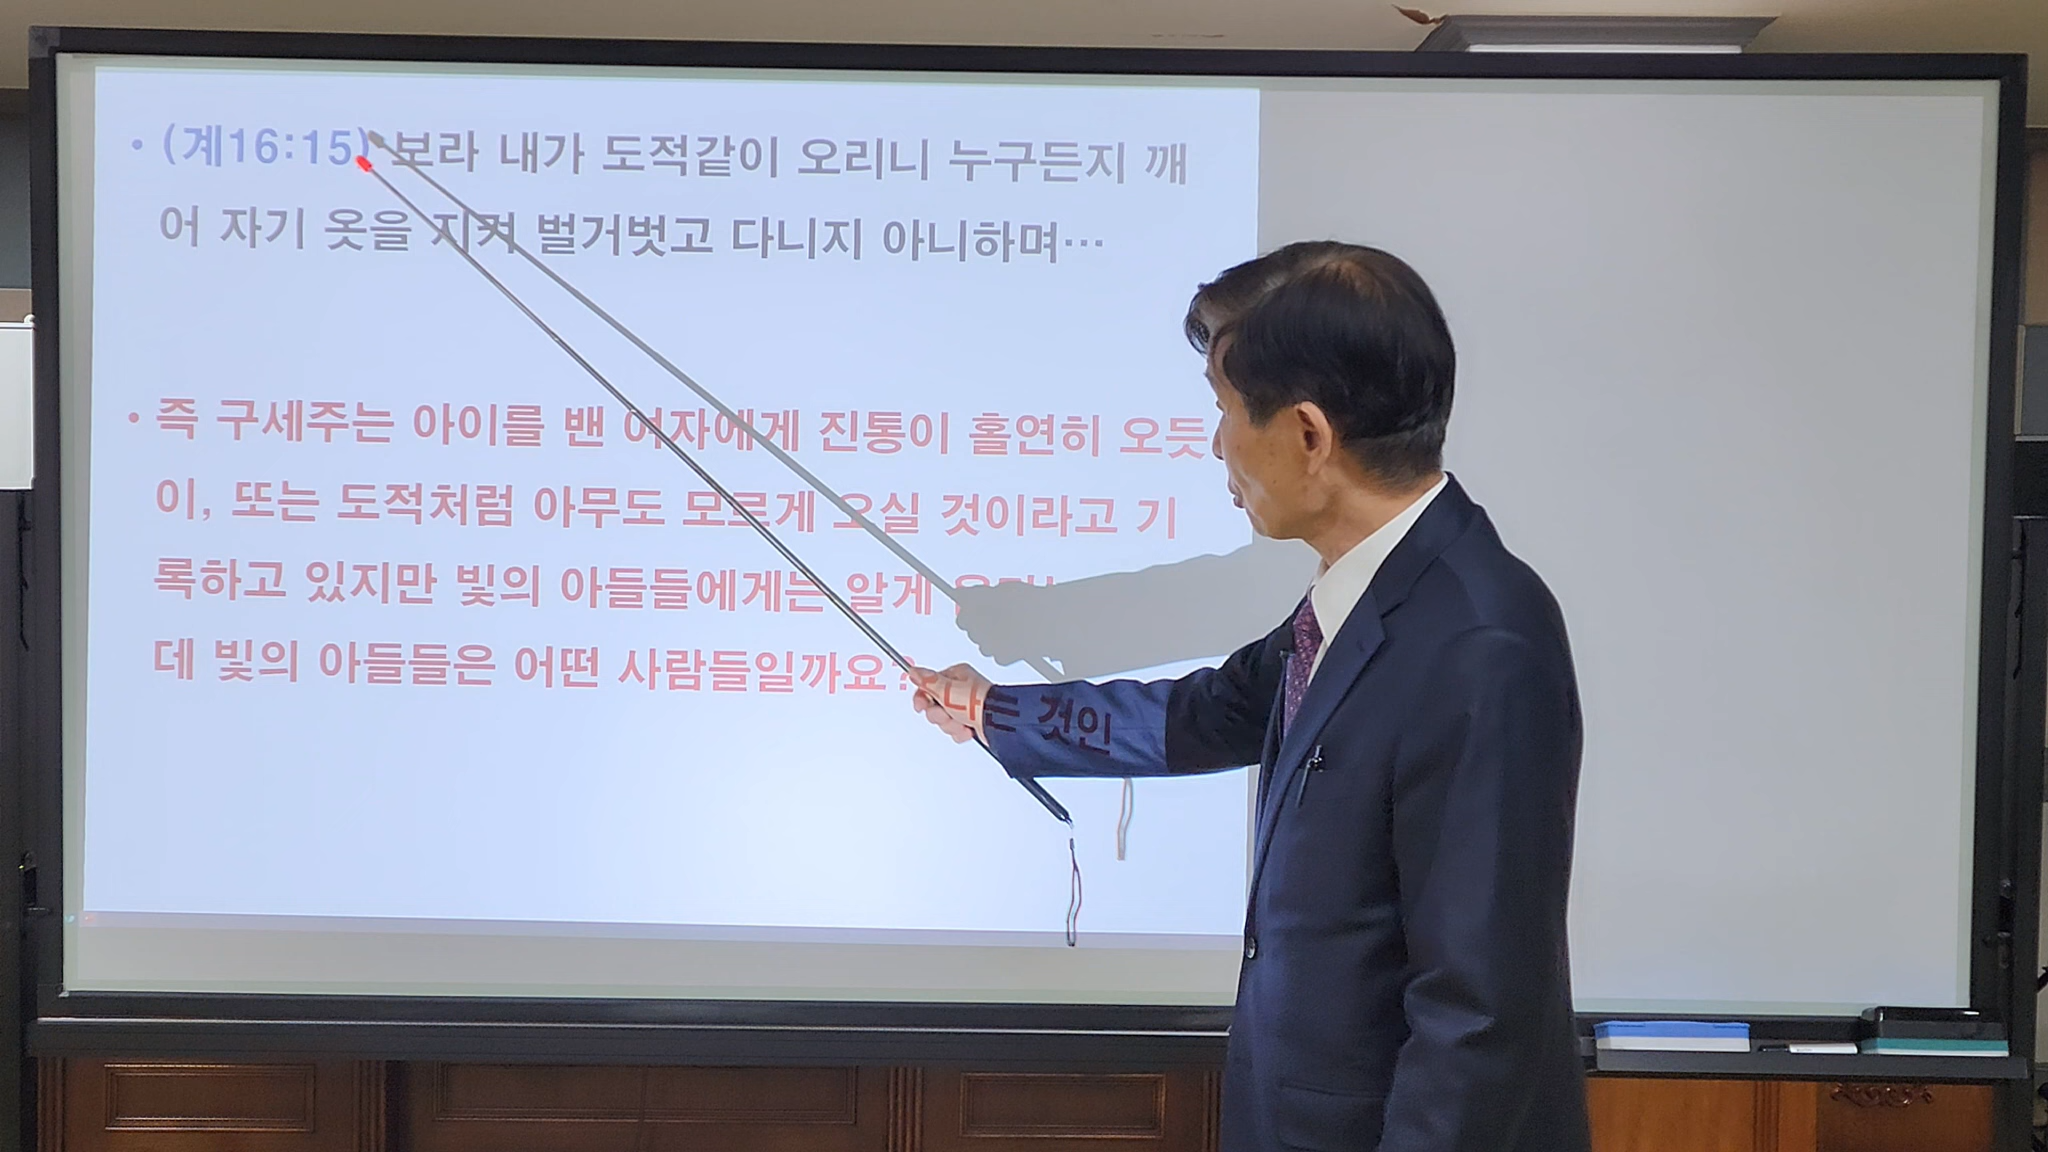 • (계16:15) 보라 내가 도적같이 오리니 누구든지 깨
어 자기 옷을 지켜 벌거벗고 다니지 아니하며…
• 즉 구세주는 아이를 밴 여자에게 진통이 홀연히 오듯
이, 또는 도적처럼 아무도 모르게 오실 것이라고 기
록하고 있지만 빛의 아들들에게는 알게 는 것인
데 빛의 아들들은 어떤 사람들일까요?